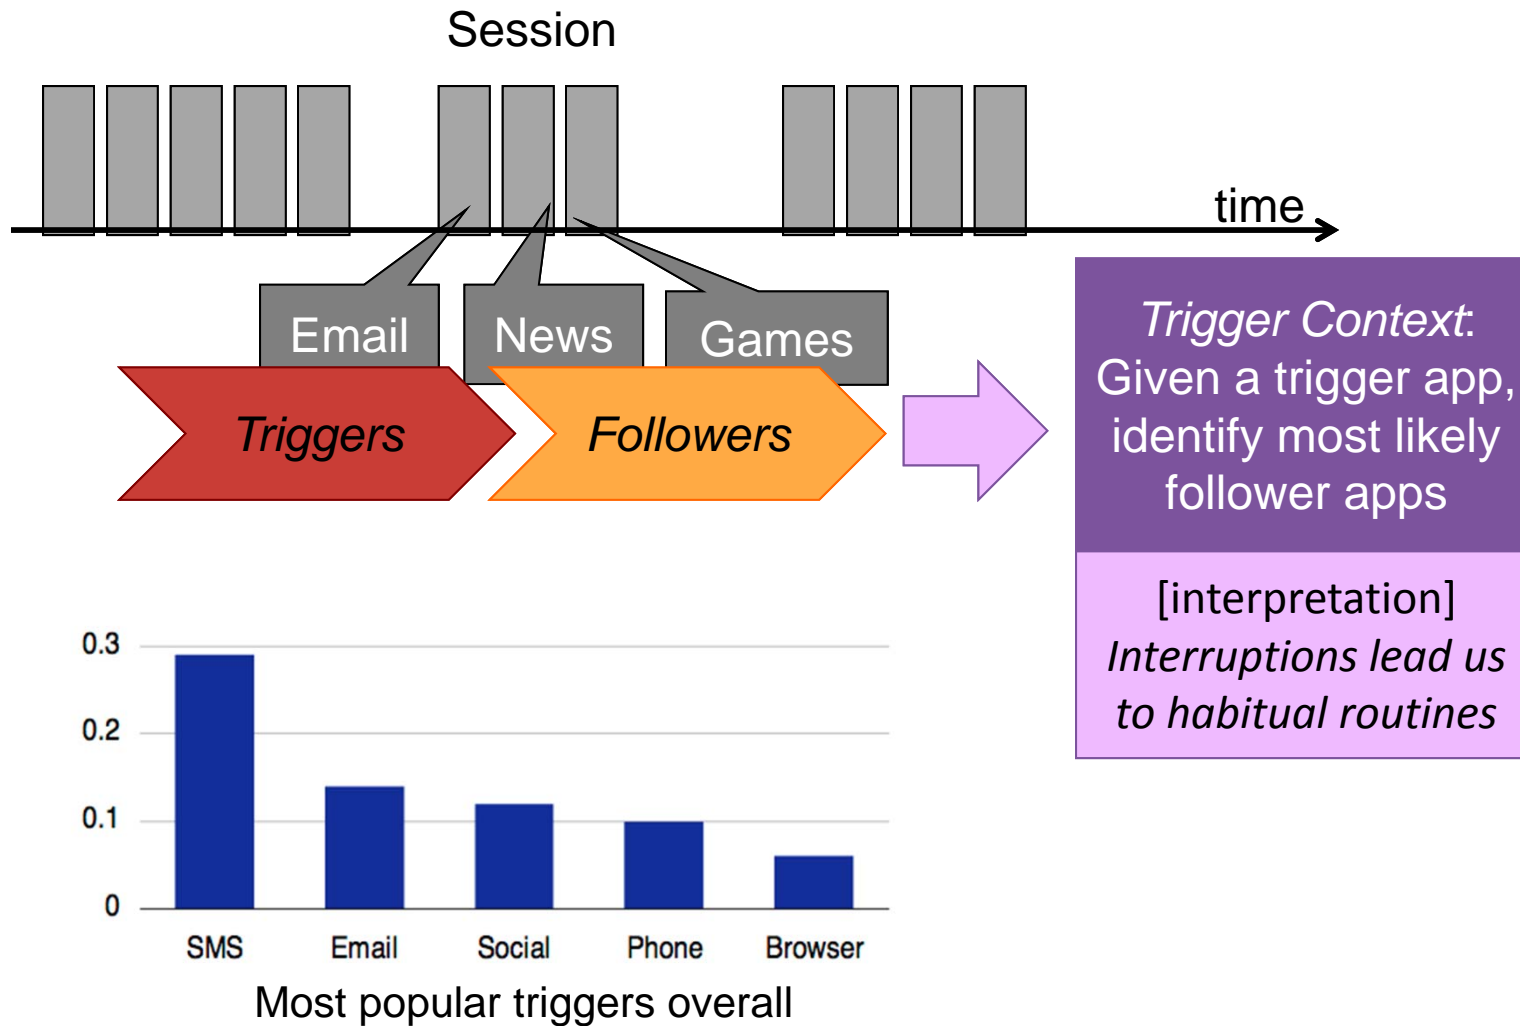 Session
time
Email
News
Games
Triggers
Followers
Trigger Context:
Given a trigger app,
identify most likely
follower apps
[interpretation]
Interruptions lead us
to habitual routines
0.3
0.2
0.1
0
SMS
Email
Social
Phone
Browser
Most popular triggers overall